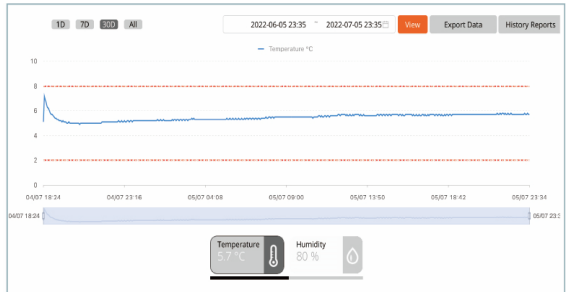 1D 7D 30D All 2022-06-05 23:35 ~ 2022-07-05 23:35 View Export Data History Reports
Temperature °C
10
8
6
4
2
0
04/07 18:24 04/07 23:16 05/07 04:08 05/07 09:00 05/07 13:50 05/07 18:42 05/07 23:34
04/07 18:24 05/07 23:3
Temperature Humidity
5.7 °C 80 %